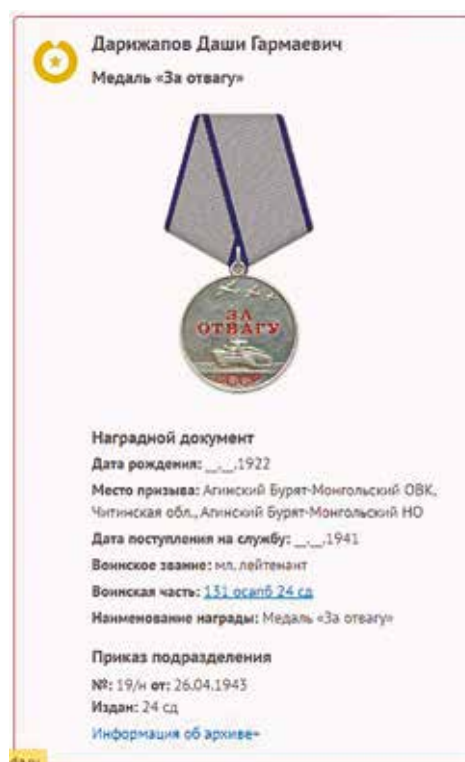 Дарижапов Даши Гармаевич
Медаль «За отвагу»
ЗА
ОТВАГУ
Наградной документ
Дата рождения: __.__.1922
Место призыва: Агинский Бурят-Монгольский ОВК,
Читинская обл., Агинский Бурят-Монгольский НО
Дата поступления на службу: __.__.1941
Воинское звание: мл. лейтенант
Воинская часть: 131 осапб 24 сд
Наименование награды: Медаль «За отвагу»
Приказ подразделения
№: 19/н от: 26.04.1943
Издан: 24 сд
Информация об архиве+